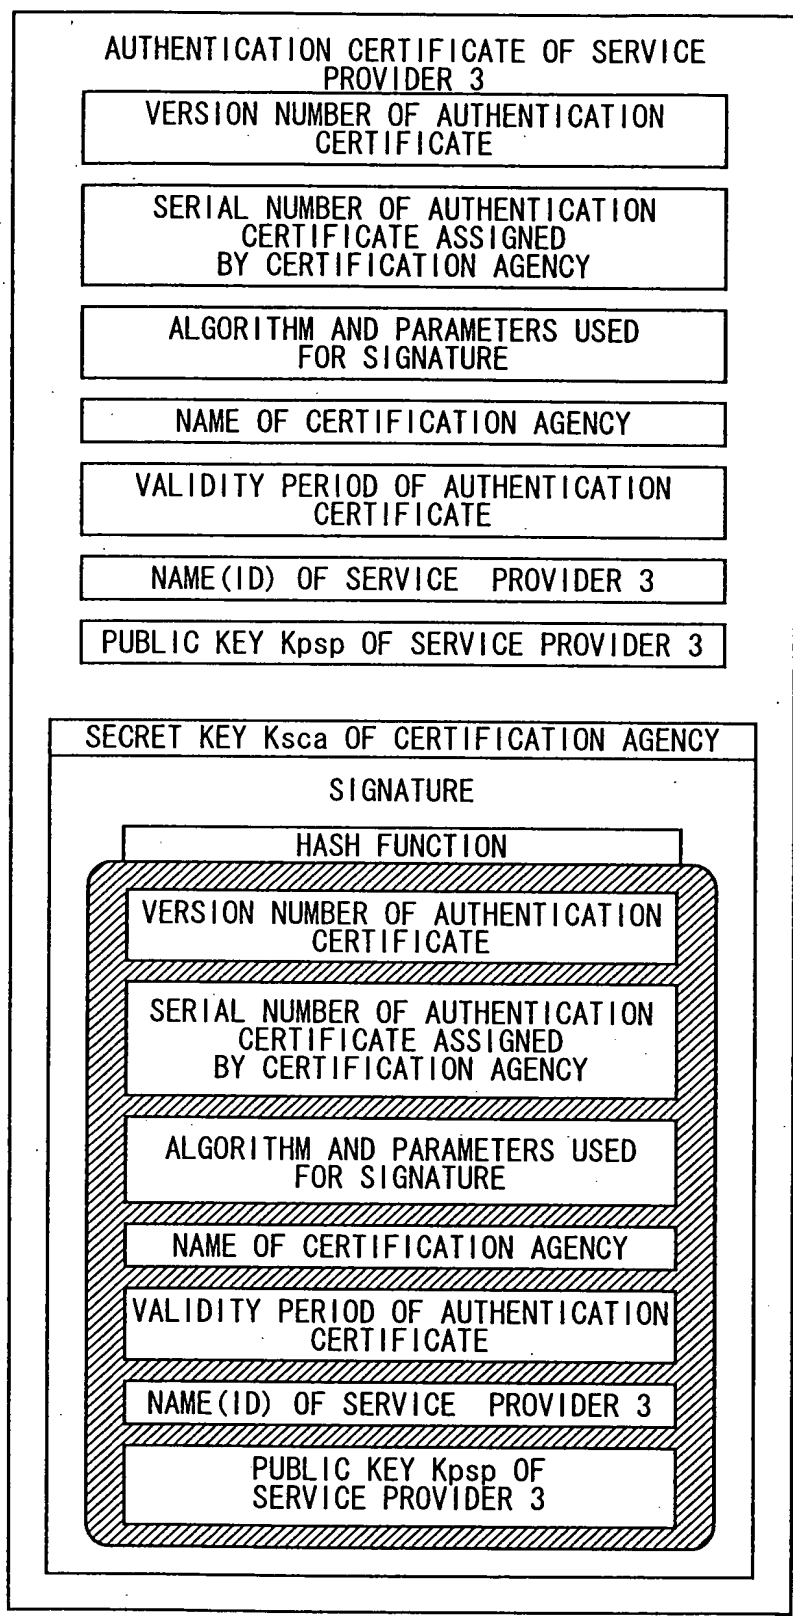 AUTHENTICATION CERTIFICATE OF SERVICE
PROVIDER 3
VERSION NUMBER OF AUTHENTICATION
CERTIFICATE
SERIAL NUMBER OF AUTHENTICATION
CERTIFICATE ASSIGNED
BY CERTIFICATION AGENCY
ALGORITHM AND PARAMETERS USED
FOR SIGNATURE
NAME OF CERTIFICATION AGENCY
VALIDITY PERIOD OF AUTHENTICATION
CERTIFICATE
NAME(ID) OF SERVICE PROVIDER 3
PUBLIC KEY Kpsp OF SERVICE PROVIDER 3
SECRET KEY Ksca OF CERTIFICATION AGENCY
SIGNATURE
HASH FUNCTION
VERSION NUMBER OF AUTHENTICATION
CERTIFICATE
SERIAL NUMBER OF AUTHENTICATION
CERTIFICATE ASSIGNED
BY CERTIFICATION AGENCY
ALGORITHM AND PARAMETERS USED
FOR SIGNATURE
NAME OF CERTIFICATION AGENCY
VALIDITY PERIOD OF AUTHENTICATION
CERTIFICATE
NAME(ID) OF SERVICE PROVIDER 3
PUBLIC KEY Kpsp OF
SERVICE PROVIDER 3